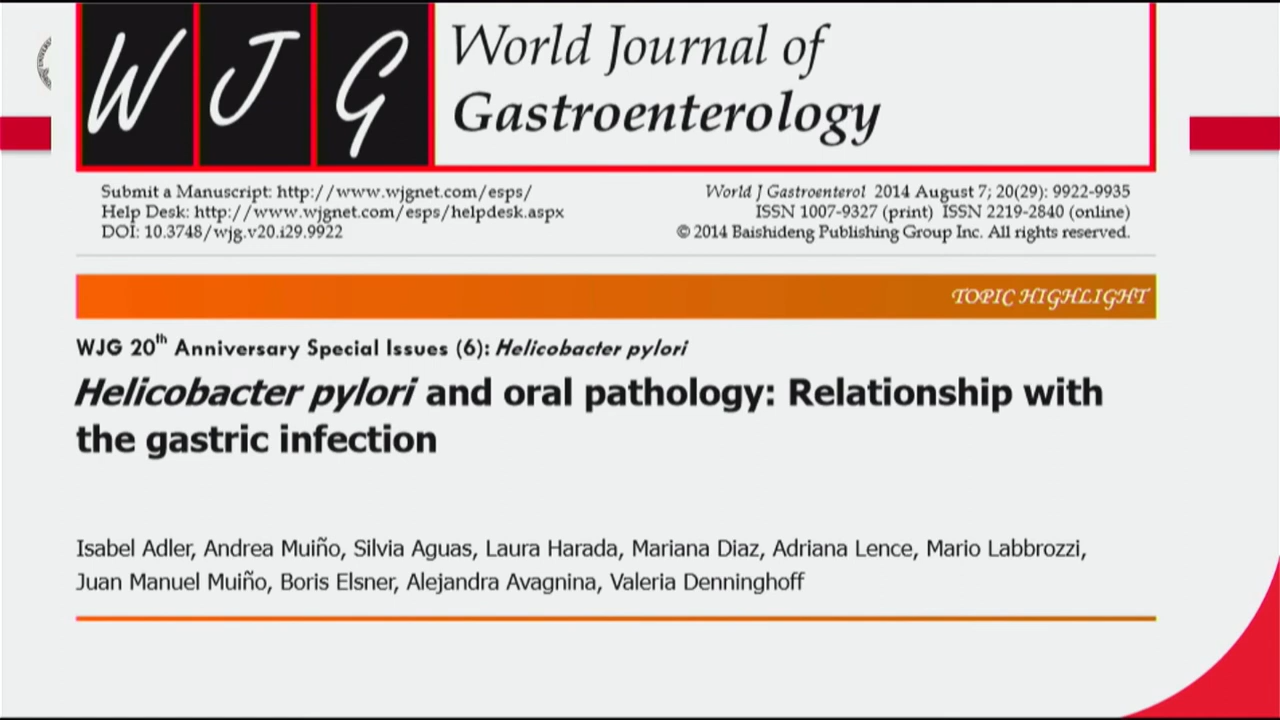 WJG
World Journal of
Gastroenterology
Submit a Manuscript: http://www.wjgnet.com/esps/
Help Desk: http://www.wjgnet.com/esps/helpdesk.aspx
DOI: 10.3748/wjg.v20.i29.9922
World J Gastroenterol 2014 August 7; 20(29): 9922-9935
ISSN 1007-9327 (print) ISSN 2219-2840 (online)
© 2014 Baishideng Publishing Group Inc. All rights reserved.
TOPIC HIGHLIGHT
WJG 20th Anniversary Special Issues (6): Helicobacter pylori
Helicobacter pylori and oral pathology: Relationship with
the gastric infection
Isabel Adler, Andrea Muiño, Silvia Aguas, Laura Harada, Mariana Diaz, Adriana Lence, Mario Labbrozzi,
Juan Manuel Muiño, Boris Elsner, Alejandra Avagnina, Valeria Denninghoff